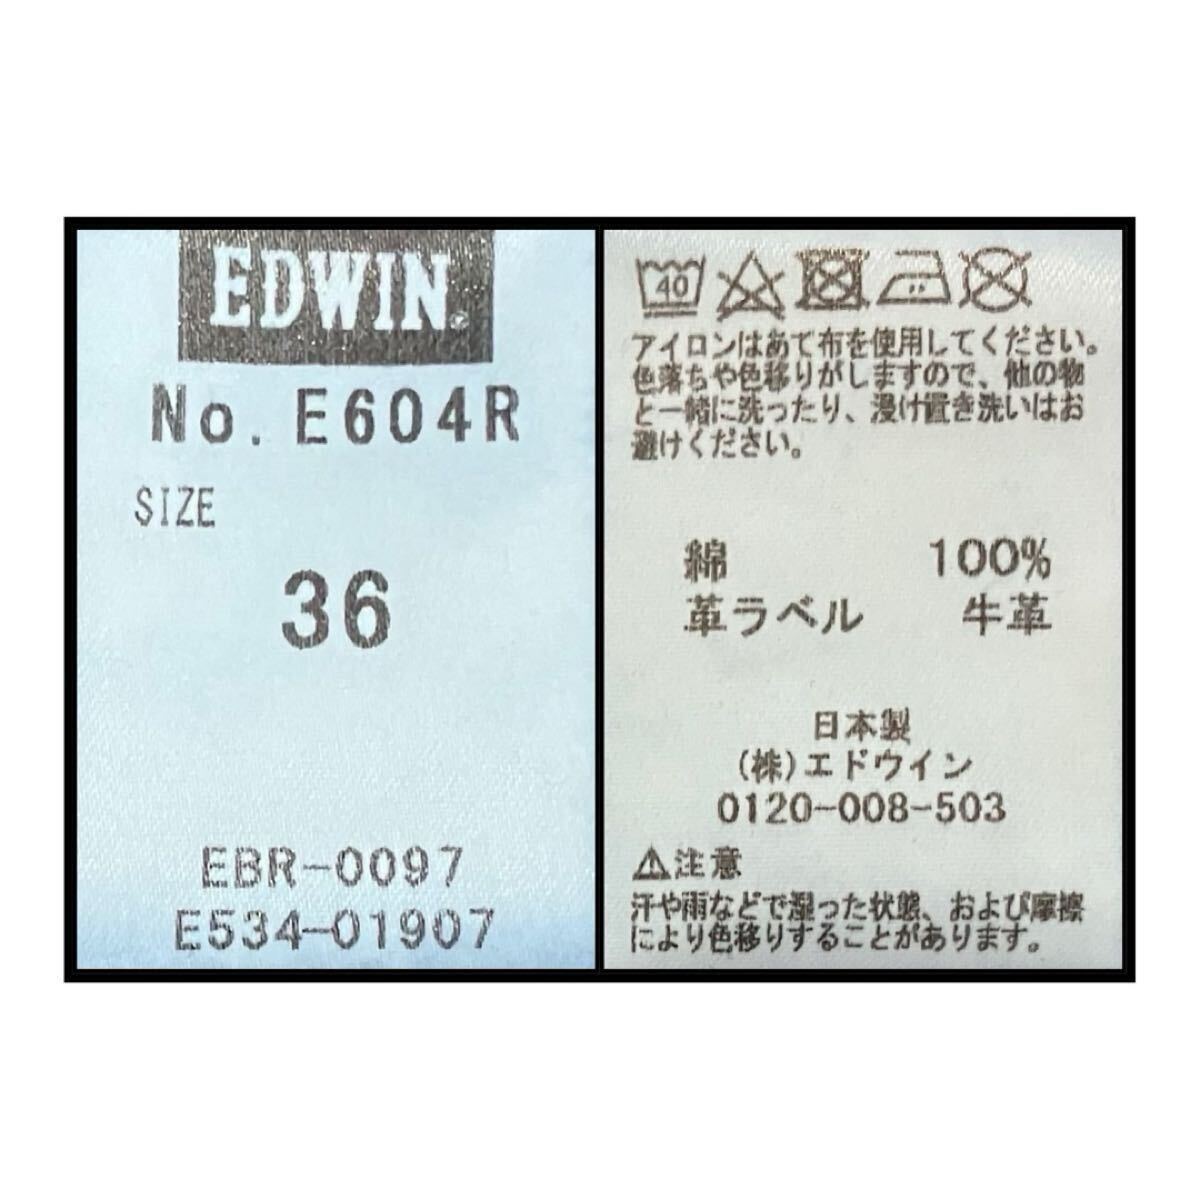 EDWIN
No. E604R
SIZE
36
EBR-0097
E534-01907
40
アイロンはあて布を使用してください。
色落ちや色移りがしますので、他の物
と一緒に洗ったり、浸け置き洗いはお
避けください。
綿 100%
革ラベル 牛革
日本製
(株)エドウイン
0120-008-503
⚠注意
汗や雨などで湿った状態、および摩擦
により色移りすることがあります。